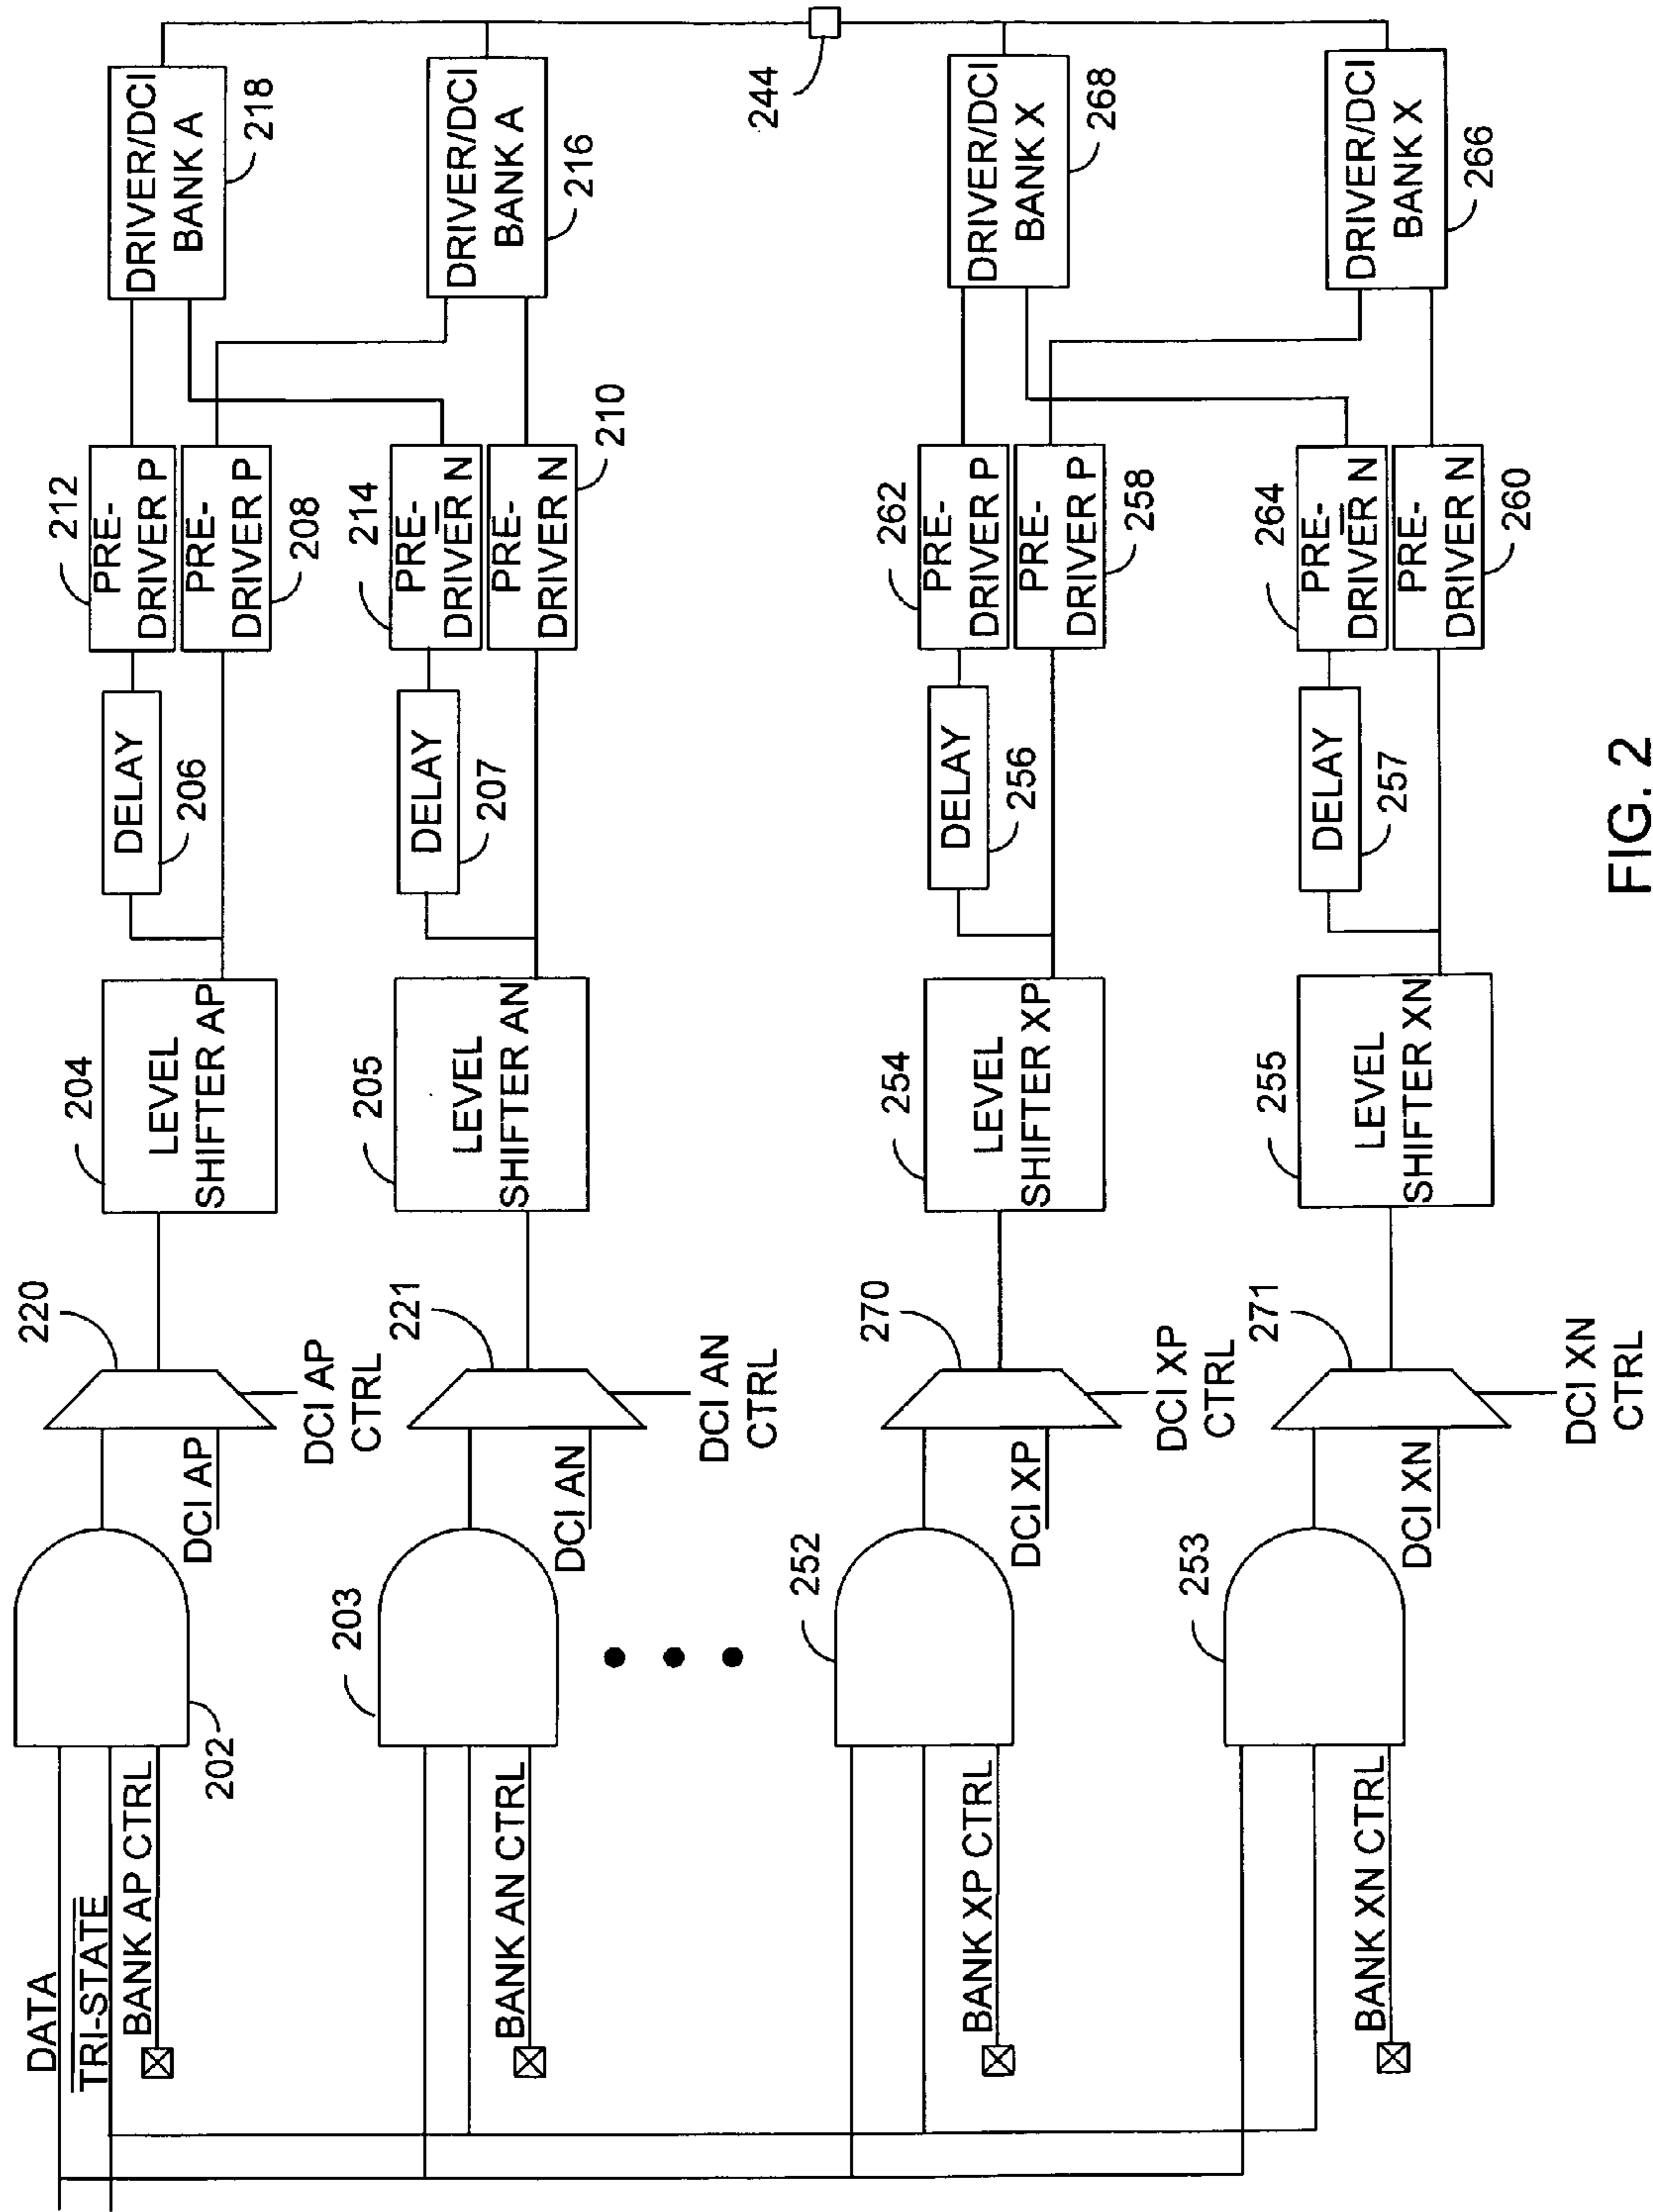 DATA
TRI-STATE
BANK AP CTRL
202
DCI AP
DCI AP
CTRL
220
204
LEVEL
SHIFTER AP
DELAY
206
212
PRE-
DRIVER P
PRE-
DRIVER P
208
DRIVER/DCI
BANK A
218
BANK AN CTRL
203
DCI AN
DCI AN
CTRL
221
205
LEVEL
SHIFTER AN
DELAY
207
214
PRE-
DRIVER N
PRE-
DRIVER N
210
DRIVER/DCI
BANK A
216
244
BANK XP CTRL
252
DCI XP
DCI XP
CTRL
270
254
LEVEL
SHIFTER XP
DELAY
256
262
PRE-
DRIVER P
PRE-
DRIVER P
258
DRIVER/DCI
BANK X
268
BANK XN CTRL
253
DCI XN
DCI XN
CTRL
271
255
LEVEL
SHIFTER XN
DELAY
257
264
PRE-
DRIVER N
PRE-
DRIVER N
260
DRIVER/DCI
BANK X
266
FIG. 2